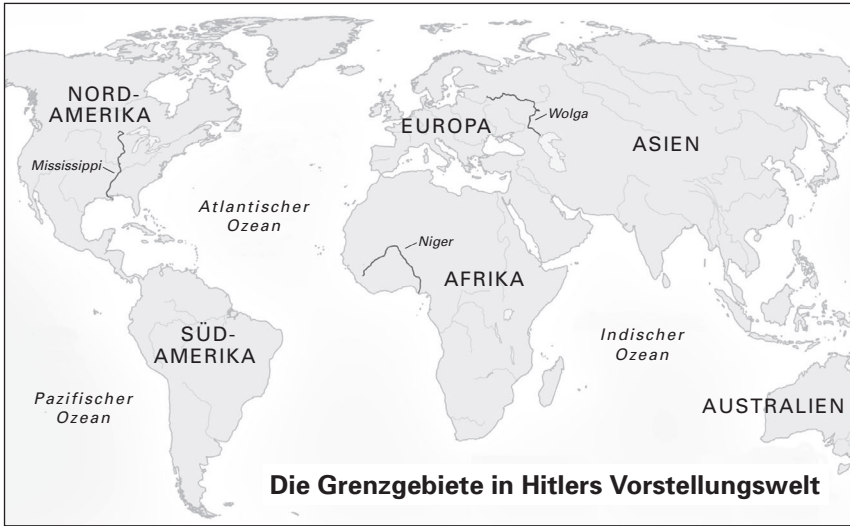 NORD-
AMERIKA
Mississippi
EUROPA
Wolga
ASIEN
Atlantischer
Ozean
Niger
AFRIKA
SÜD-
AMERIKA
Indischer
Ozean
Pazifischer
Ozean
AUSTRALIEN
Die Grenzgebiete in Hitlers Vorstellungswelt